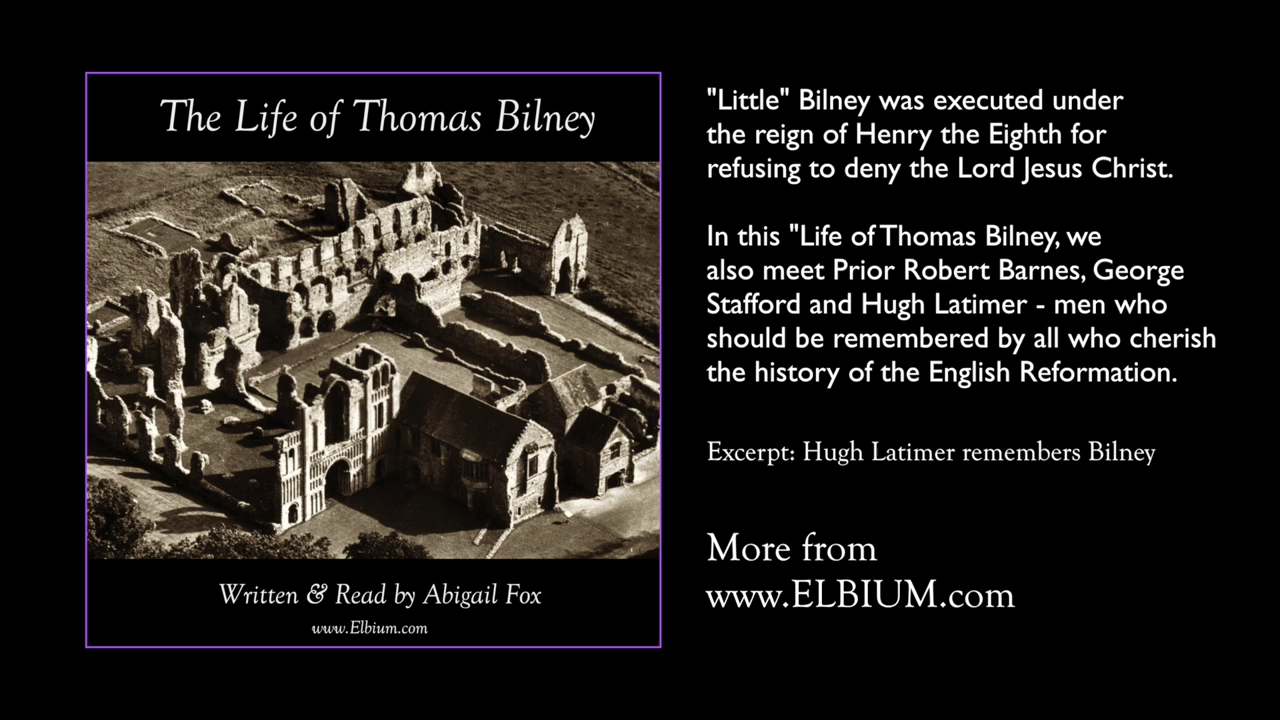 The Life of Thomas Bilney
Written & Read by Abigail Fox
www.Elbium.com
"Little" Bilney was executed under
the reign of Henry the Eighth for
refusing to deny the Lord Jesus Christ.
In this "Life of Thomas Bilney, we
also meet Prior Robert Barnes, George
Stafford and Hugh Latimer - men who
should be remembered by all who cherish
the history of the English Reformation.
Excerpt: Hugh Latimer remembers Bilney
More from
www.ELBIUM.com